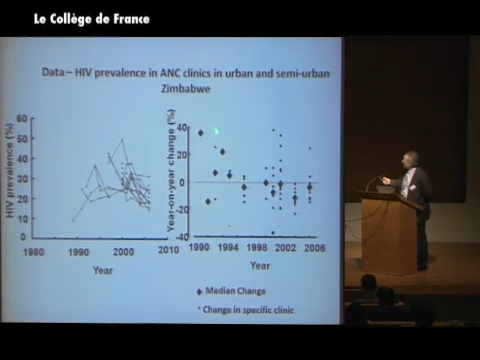 Le Collège de France
Data – HIV prevalence in ANC clinics in urban and semi-urban
Zimbabwe
HIV prevalence (%)
60
50
40
30
20
10
0
1980
1990
2000
2010
Year
Year-on-year change (%)
40
20
0
-20
-40
1990
1994
1998
2002
2006
Year
Median Change
Change in specific clinic